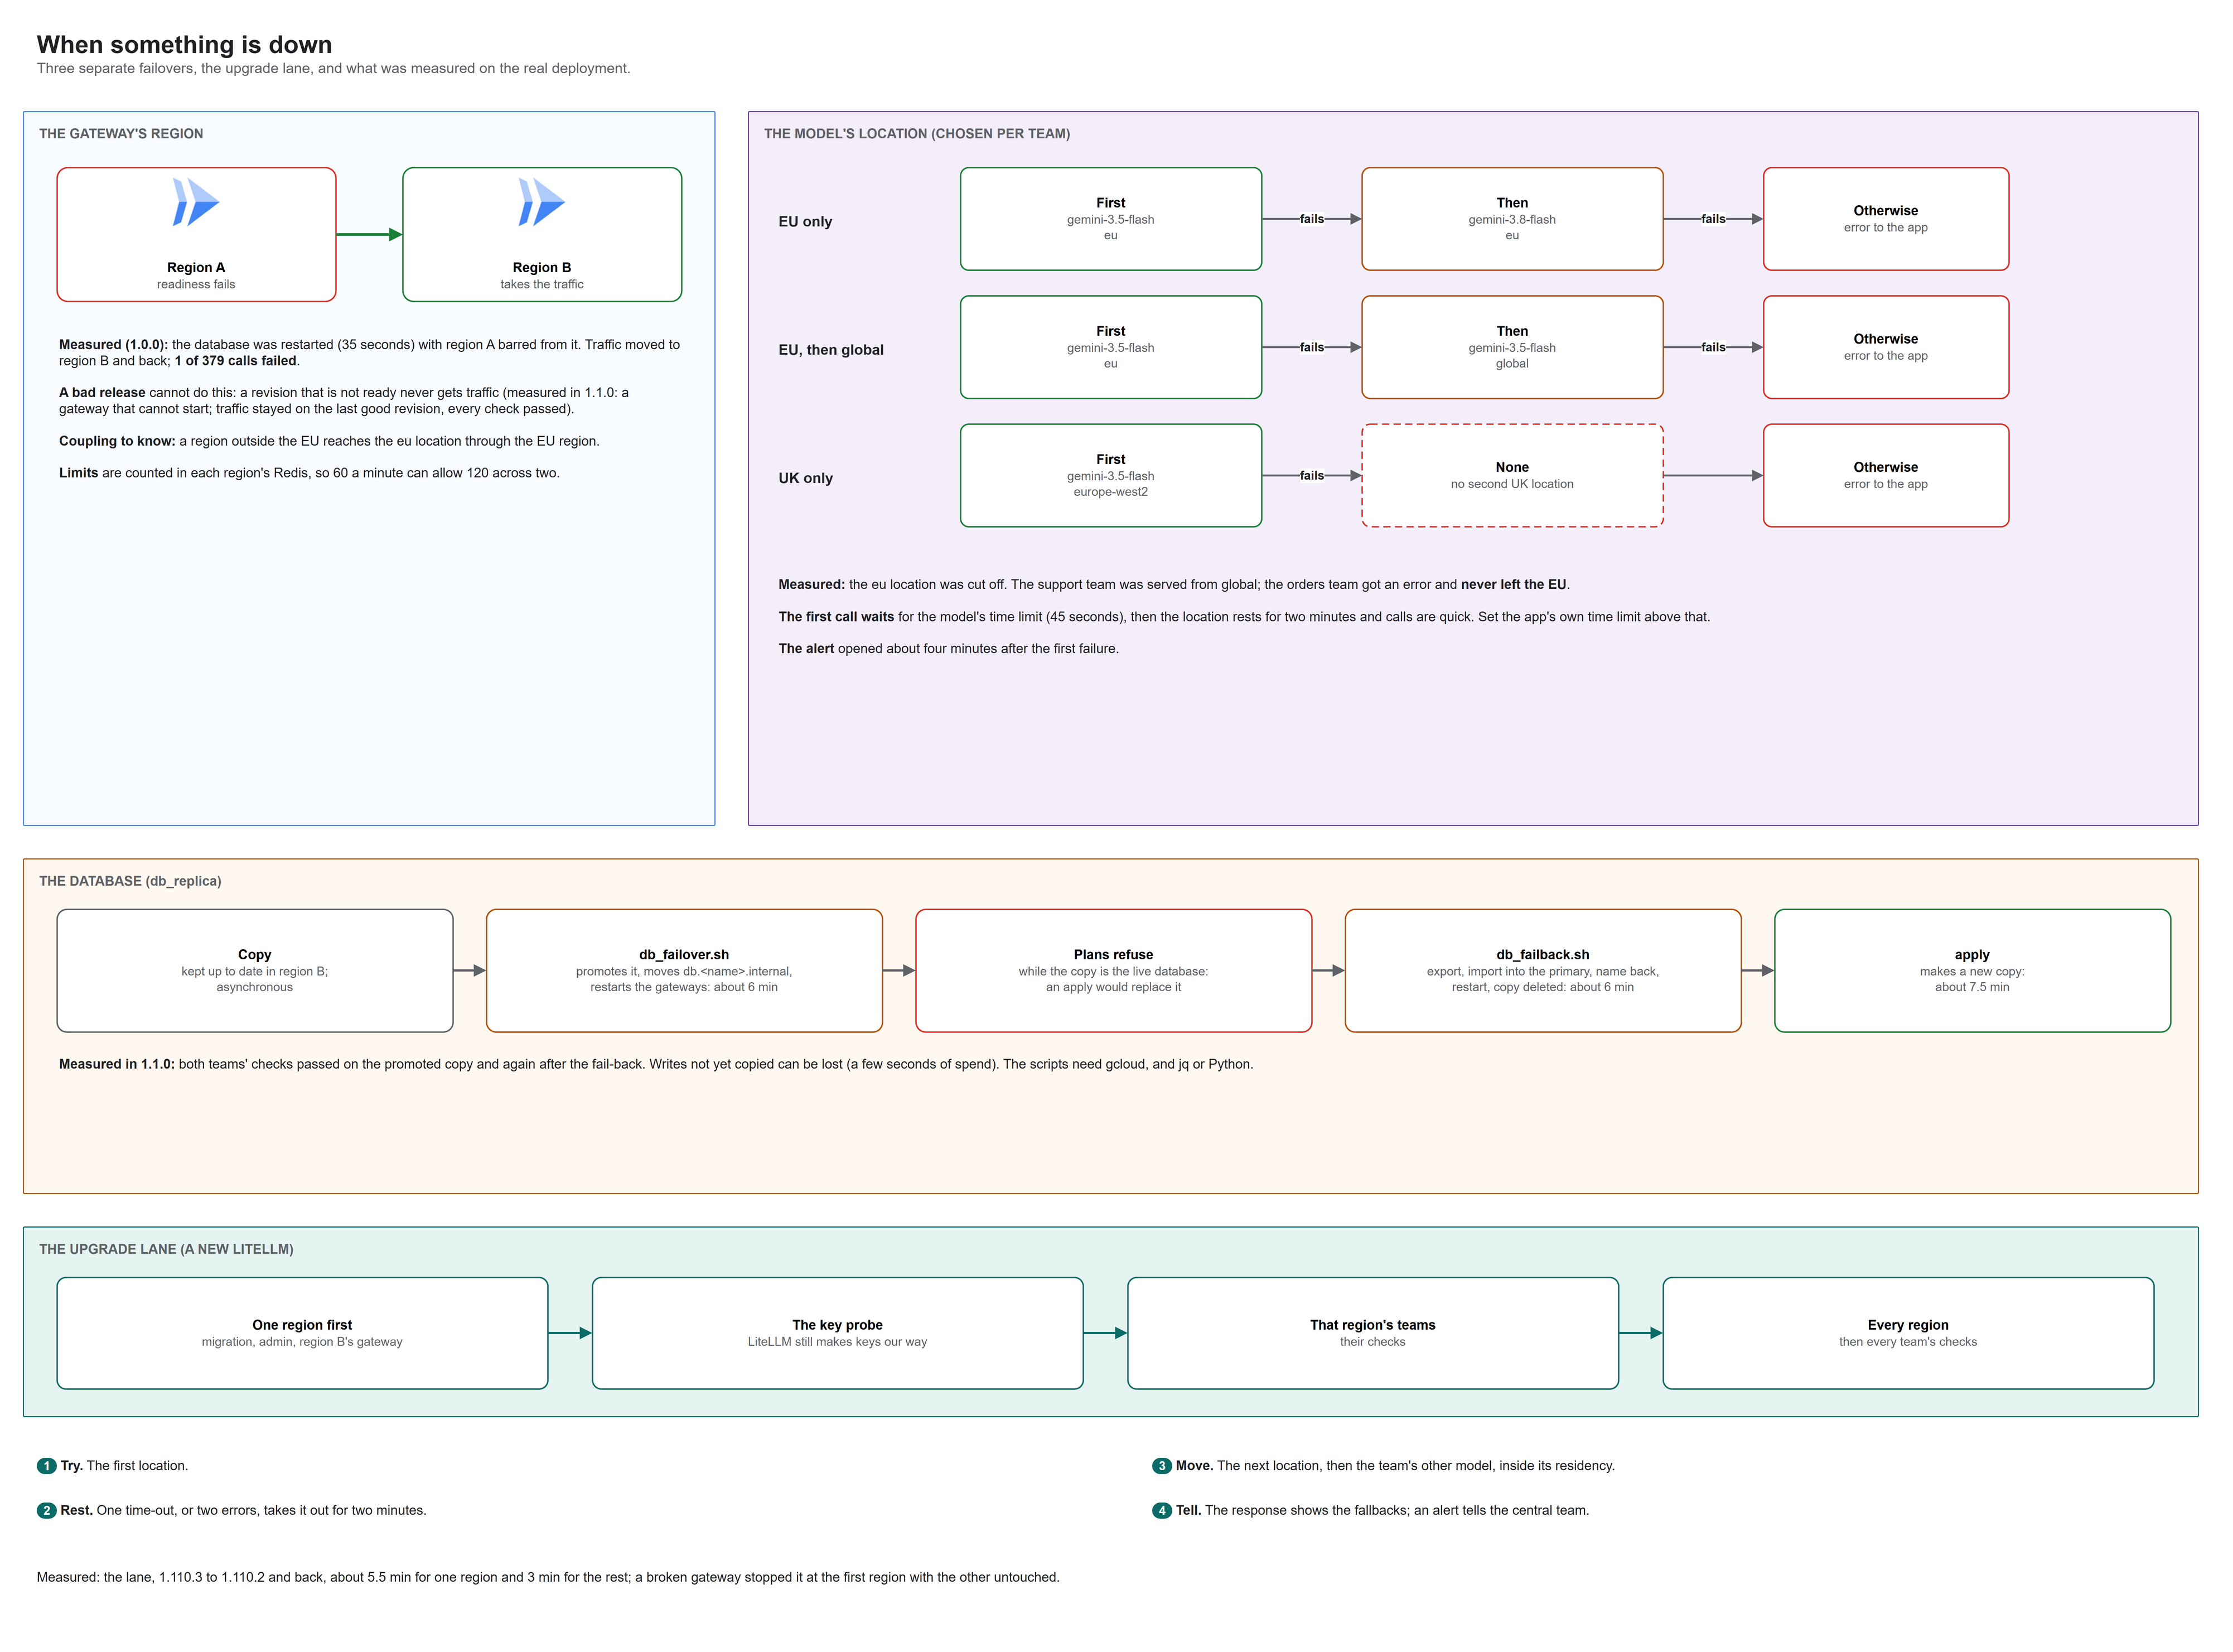 When something is down
Three separate failovers, the upgrade lane, and what was measured on the real deployment.
THE GATEWAY'S REGION
Region A
readiness fails
Region B
takes the traffic
Measured (1.0.0): the database was restarted (35 seconds) with region A barred from it. Traffic moved to
region B and back; 1 of 379 calls failed.
A bad release cannot do this: a revision that is not ready never gets traffic (measured in 1.1.0: a
gateway that cannot start; traffic stayed on the last good revision, every check passed).
Coupling to know: a region outside the EU reaches the eu location through the EU region.
Limits are counted in each region's Redis, so 60 a minute can allow 120 across two.
THE MODEL'S LOCATION (CHOSEN PER TEAM)
EU only
First
gemini-3.5-flash
eu
fails
Then
gemini-3.8-flash
eu
fails
Otherwise
error to the app
EU, then global
First
gemini-3.5-flash
eu
fails
Then
gemini-3.5-flash
global
fails
Otherwise
error to the app
UK only
First
gemini-3.5-flash
europe-west2
fails
None
no second UK location
Otherwise
error to the app
Measured: the eu location was cut off. The support team was served from global; the orders team got an error and never left the EU.
The first call waits for the model's time limit (45 seconds), then the location rests for two minutes and calls are quick. Set the app's own time limit above that.
The alert opened about four minutes after the first failure.
THE DATABASE (db_replica)
Copy
kept up to date in region B;
asynchronous
db_failover.sh
promotes it, moves db.<name>.internal,
restarts the gateways: about 6 min
Plans refuse
while the copy is the live database:
an apply would replace it
db_failback.sh
export, import into the primary, name back,
restart, copy deleted: about 6 min
apply
makes a new copy:
about 7.5 min
Measured in 1.1.0: both teams' checks passed on the promoted copy and again after the fail-back. Writes not yet copied can be lost (a few seconds of spend). The scripts need gcloud, and jq or Python.
THE UPGRADE LANE (A NEW LITELLM)
One region first
migration, admin, region B's gateway
The key probe
LiteLLM still makes keys our way
That region's teams
their checks
Every region
then every team's checks
1 Try. The first location.
2 Rest. One time-out, or two errors, takes it out for two minutes.
3 Move. The next location, then the team's other model, inside its residency.
4 Tell. The response shows the fallbacks; an alert tells the central team.
Measured: the lane, 1.110.3 to 1.110.2 and back, about 5.5 min for one region and 3 min for the rest; a broken gateway stopped it at the first region with the other untouched.